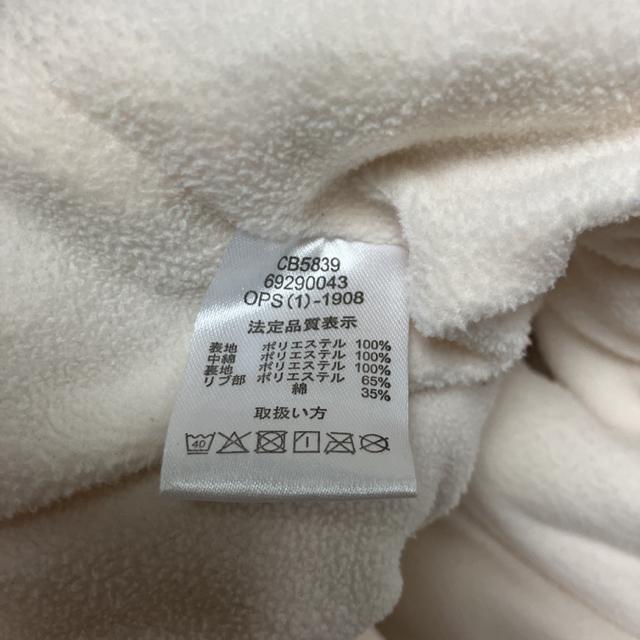 CB5839
69290043
OPS(1)-1908
法定品質表示
表地 ポリエステル 100%
中綿 ポリエステル 100%
裏地 ポリエステル 100%
リブ部 ポリエステル 65%
綿 35%
取扱い方
40